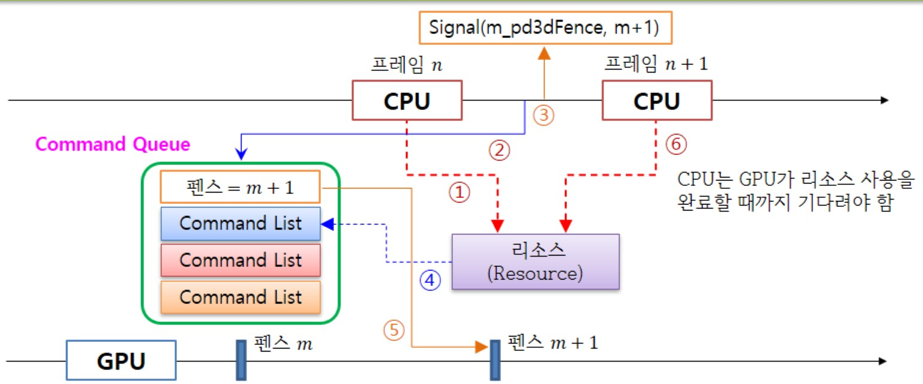 Signal(m_pd3dFence, m+1)
프레임 n
프레임 n + 1
CPU
③
CPU
Command Queue
②
⑥
펜스 = m + 1
①
CPU는 GPU가 리소스 사용을
완료할 때까지 기다려야 함
Command List
리소스
(Resource)
Command List
④
Command List
⑤
펜스 m
펜스 m + 1
GPU